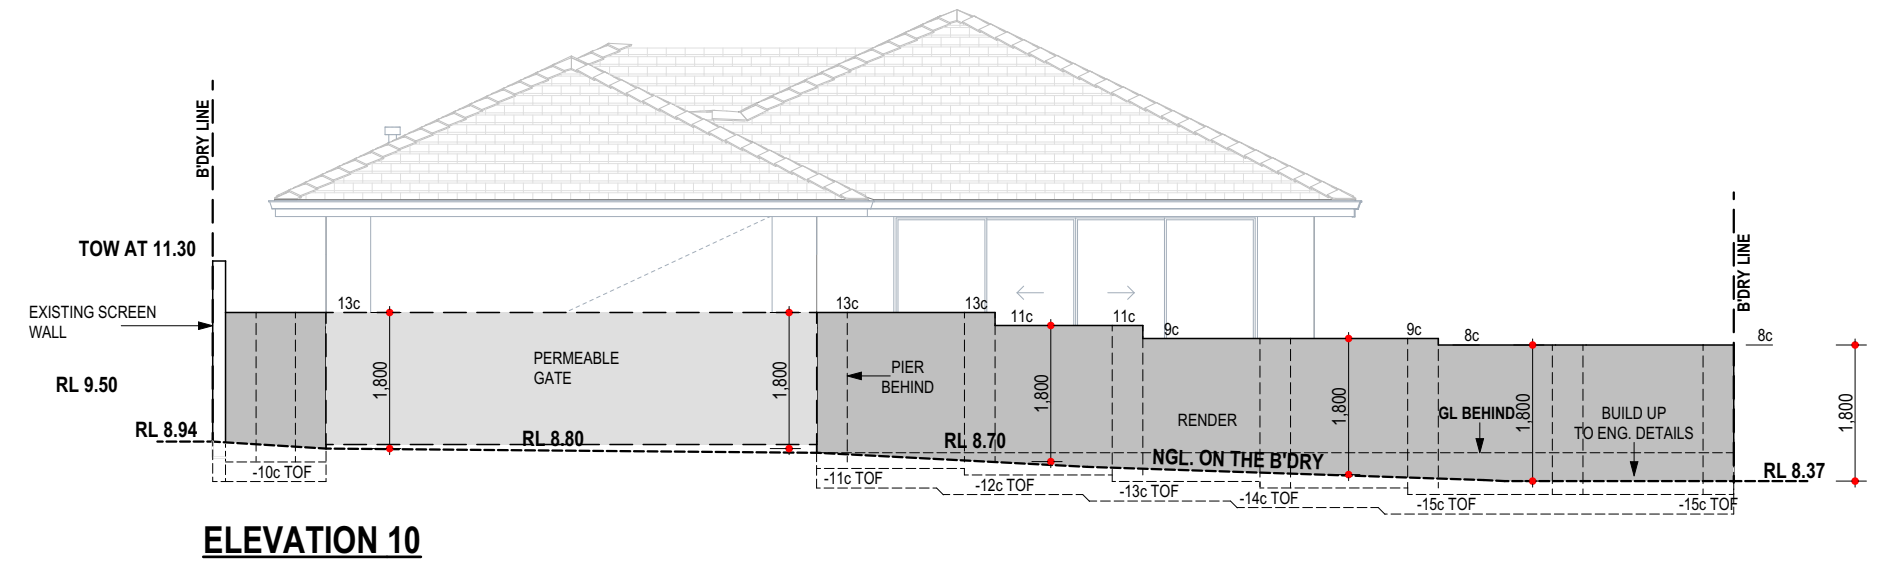 B'DRY LINE
TOW AT 11.30
B'DRY LINE
EXISTING SCREEN
WALL
13c
13c
13c
11c
11c
9c
9c
8c
8c
PERMEABLE
GATE
1,800
1,800
PIER
BEHIND
1,800
RENDER
1,800
GL BEHIND
1,800
BUILD UP
TO ENG. DETAILS
1,800
RL 9.50
RL 8.94
RL 8.80
RL 8.70
NGL. ON THE B'DRY
RL 8.37
-10c TOF
-11c TOF
-12c TOF
-13c TOF
-14c TOF
-15c TOF
-15c TOF
ELEVATION 10